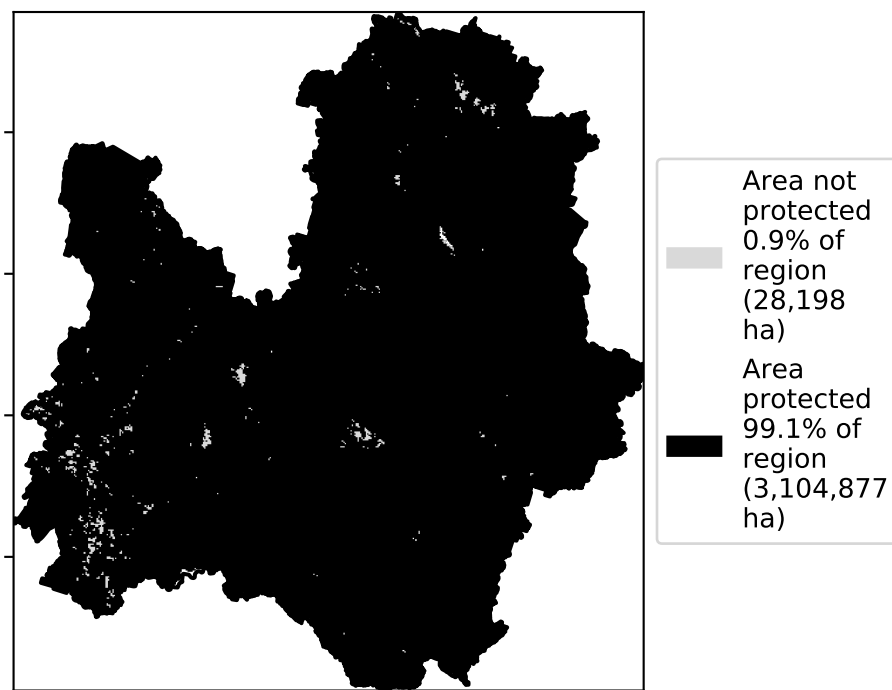 Area not
protected
0.9% of
region
(28,198
ha)
Area
protected
99.1% of
region
(3,104,877
ha)